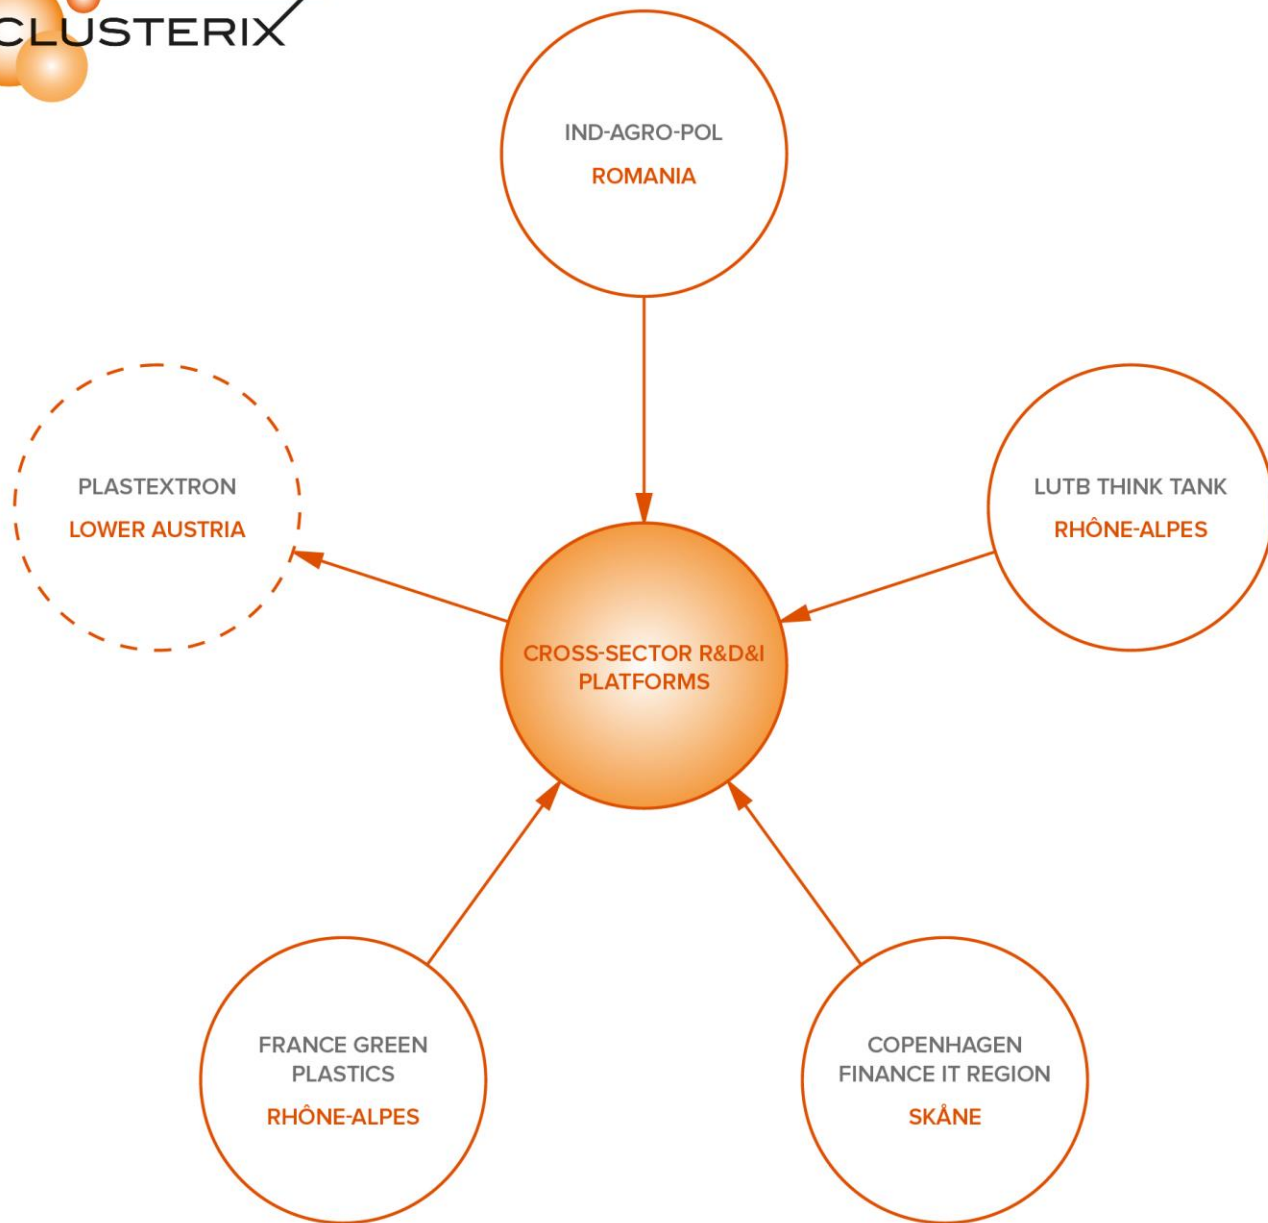 CLUSTERIX
IND-AGRO-POL
ROMANIA
PLASTEXTRON
LOWER AUSTRIA
LUTB THINK TANK
RHÔNE-ALPES
CROSS-SECTOR R&D&I
PLATFORMS
FRANCE GREEN
PLASTICS
RHÔNE-ALPES
COPENHAGEN
FINANCE IT REGION
SKÅNE